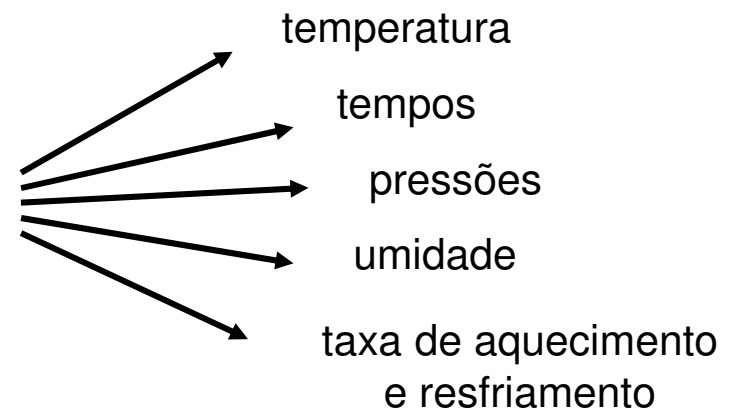 temperatura
tempos
pressões
umidade
taxa de aquecimento
e resfriamento